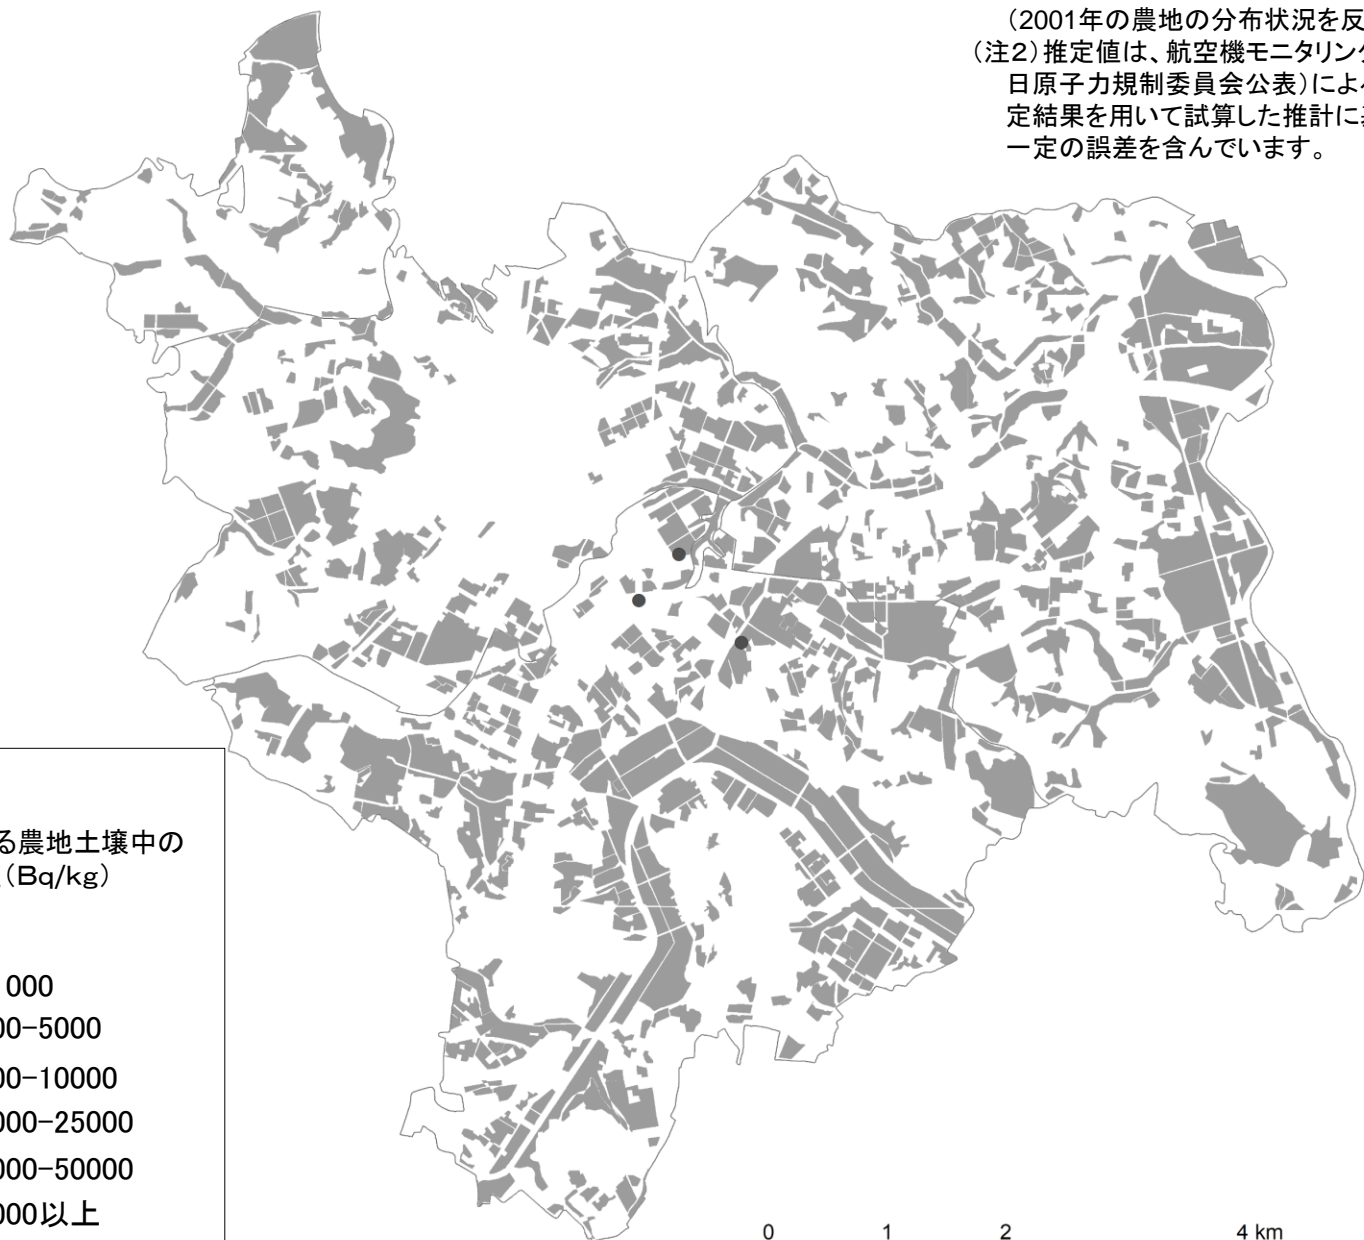 （2001年の農地の分布状況を反
（注２）推定値は、航空機モニタリング
日原子力規制委員会公表）によ
定結果を用いて試算した推計に
一定の誤差を含んでいます。
る農地土壌中の
（Bq/kg）
000
00-5000
00-10000
000-25000
000-50000
000以上
0 1 2 4 km